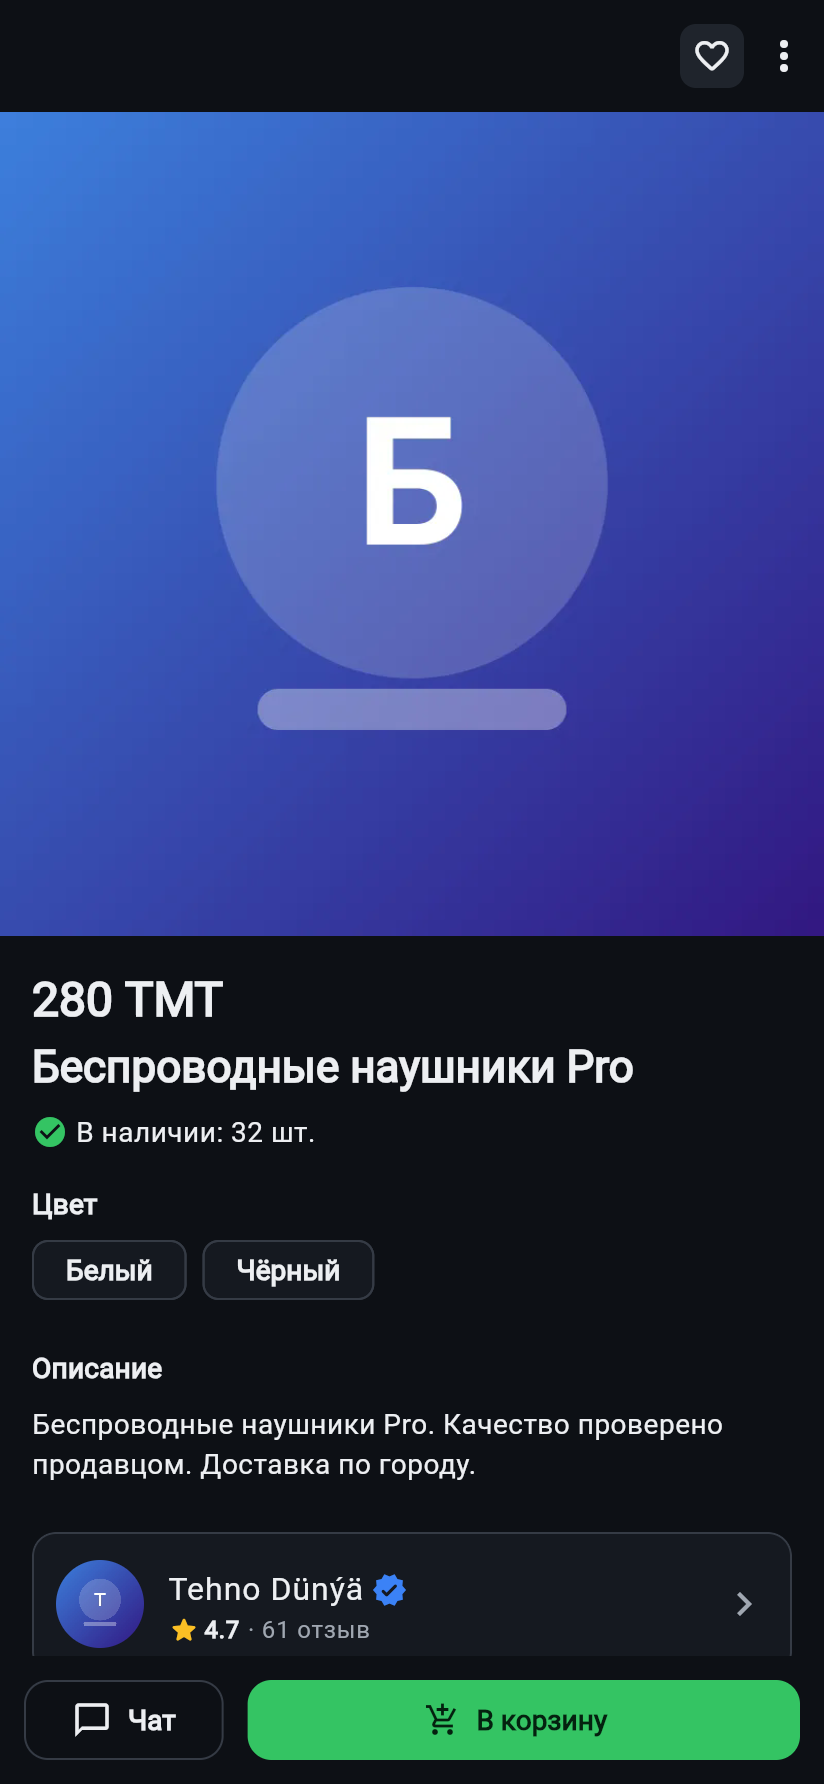 Б
280 TMT
Беспроводные наушники Pro
В наличии: 32 шт.
Цвет
Белый Чёрный
Описание
Беспроводные наушники Pro. Качество проверено
продавцом. Доставка по городу.
T
Tehno Dünýä
4.7 · 61 отзыв
Чат
В корзину